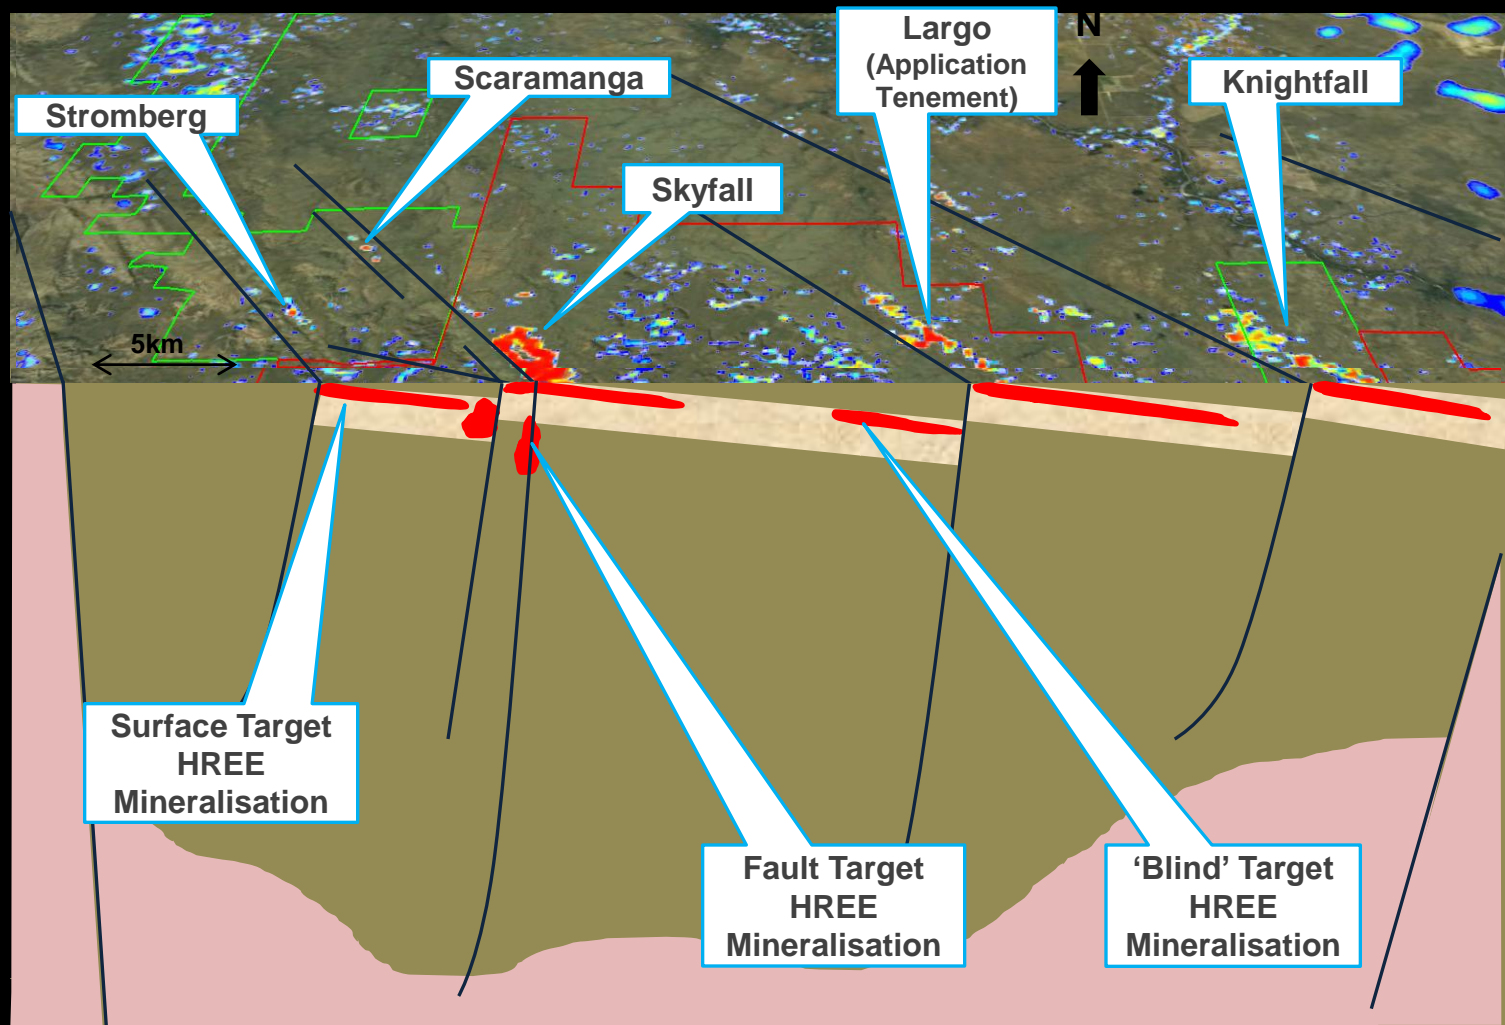 Largo
(Application
Tenement)
N
Scaramanga
Knightfall
Stromberg
Skyfall
5km
Surface Target
HREE
Mineralisation
Fault Target
HREE
Mineralisation
‘Blind’ Target
HREE
Mineralisation